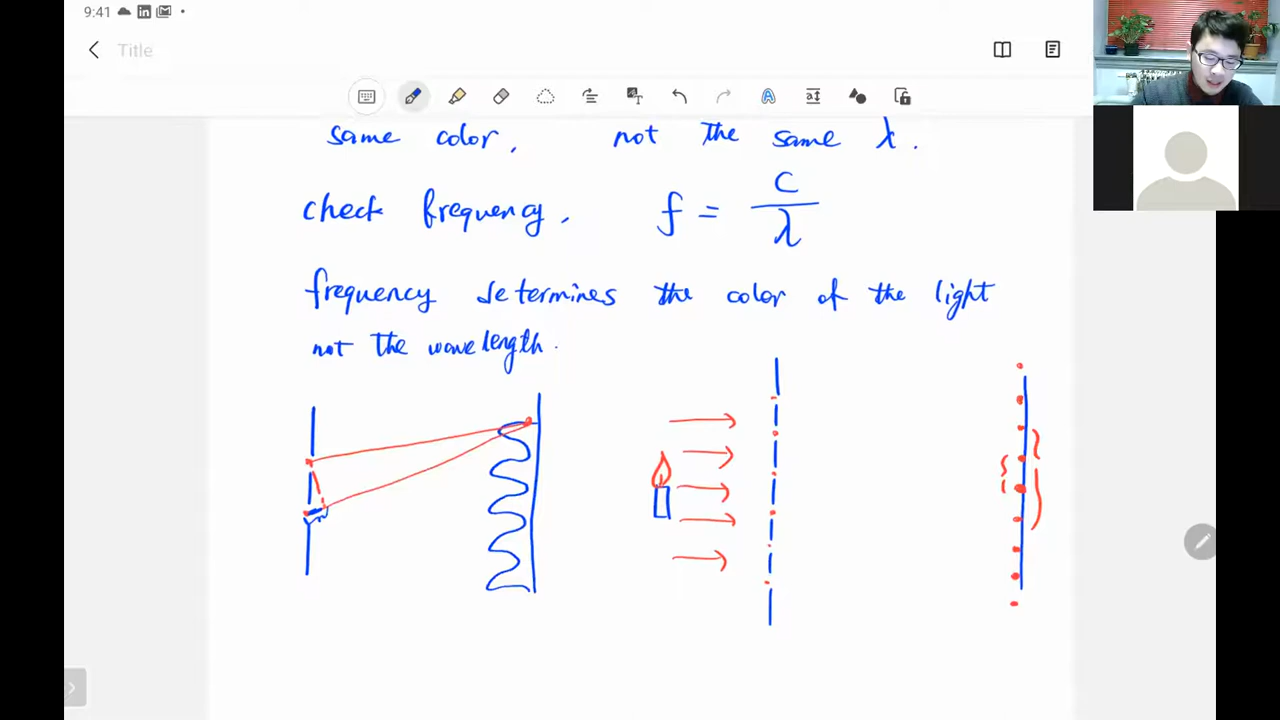 9:41
Title
same color, not the same λ.
check frequency, f = c/λ
frequency determines the color of the light
not the wavelength.